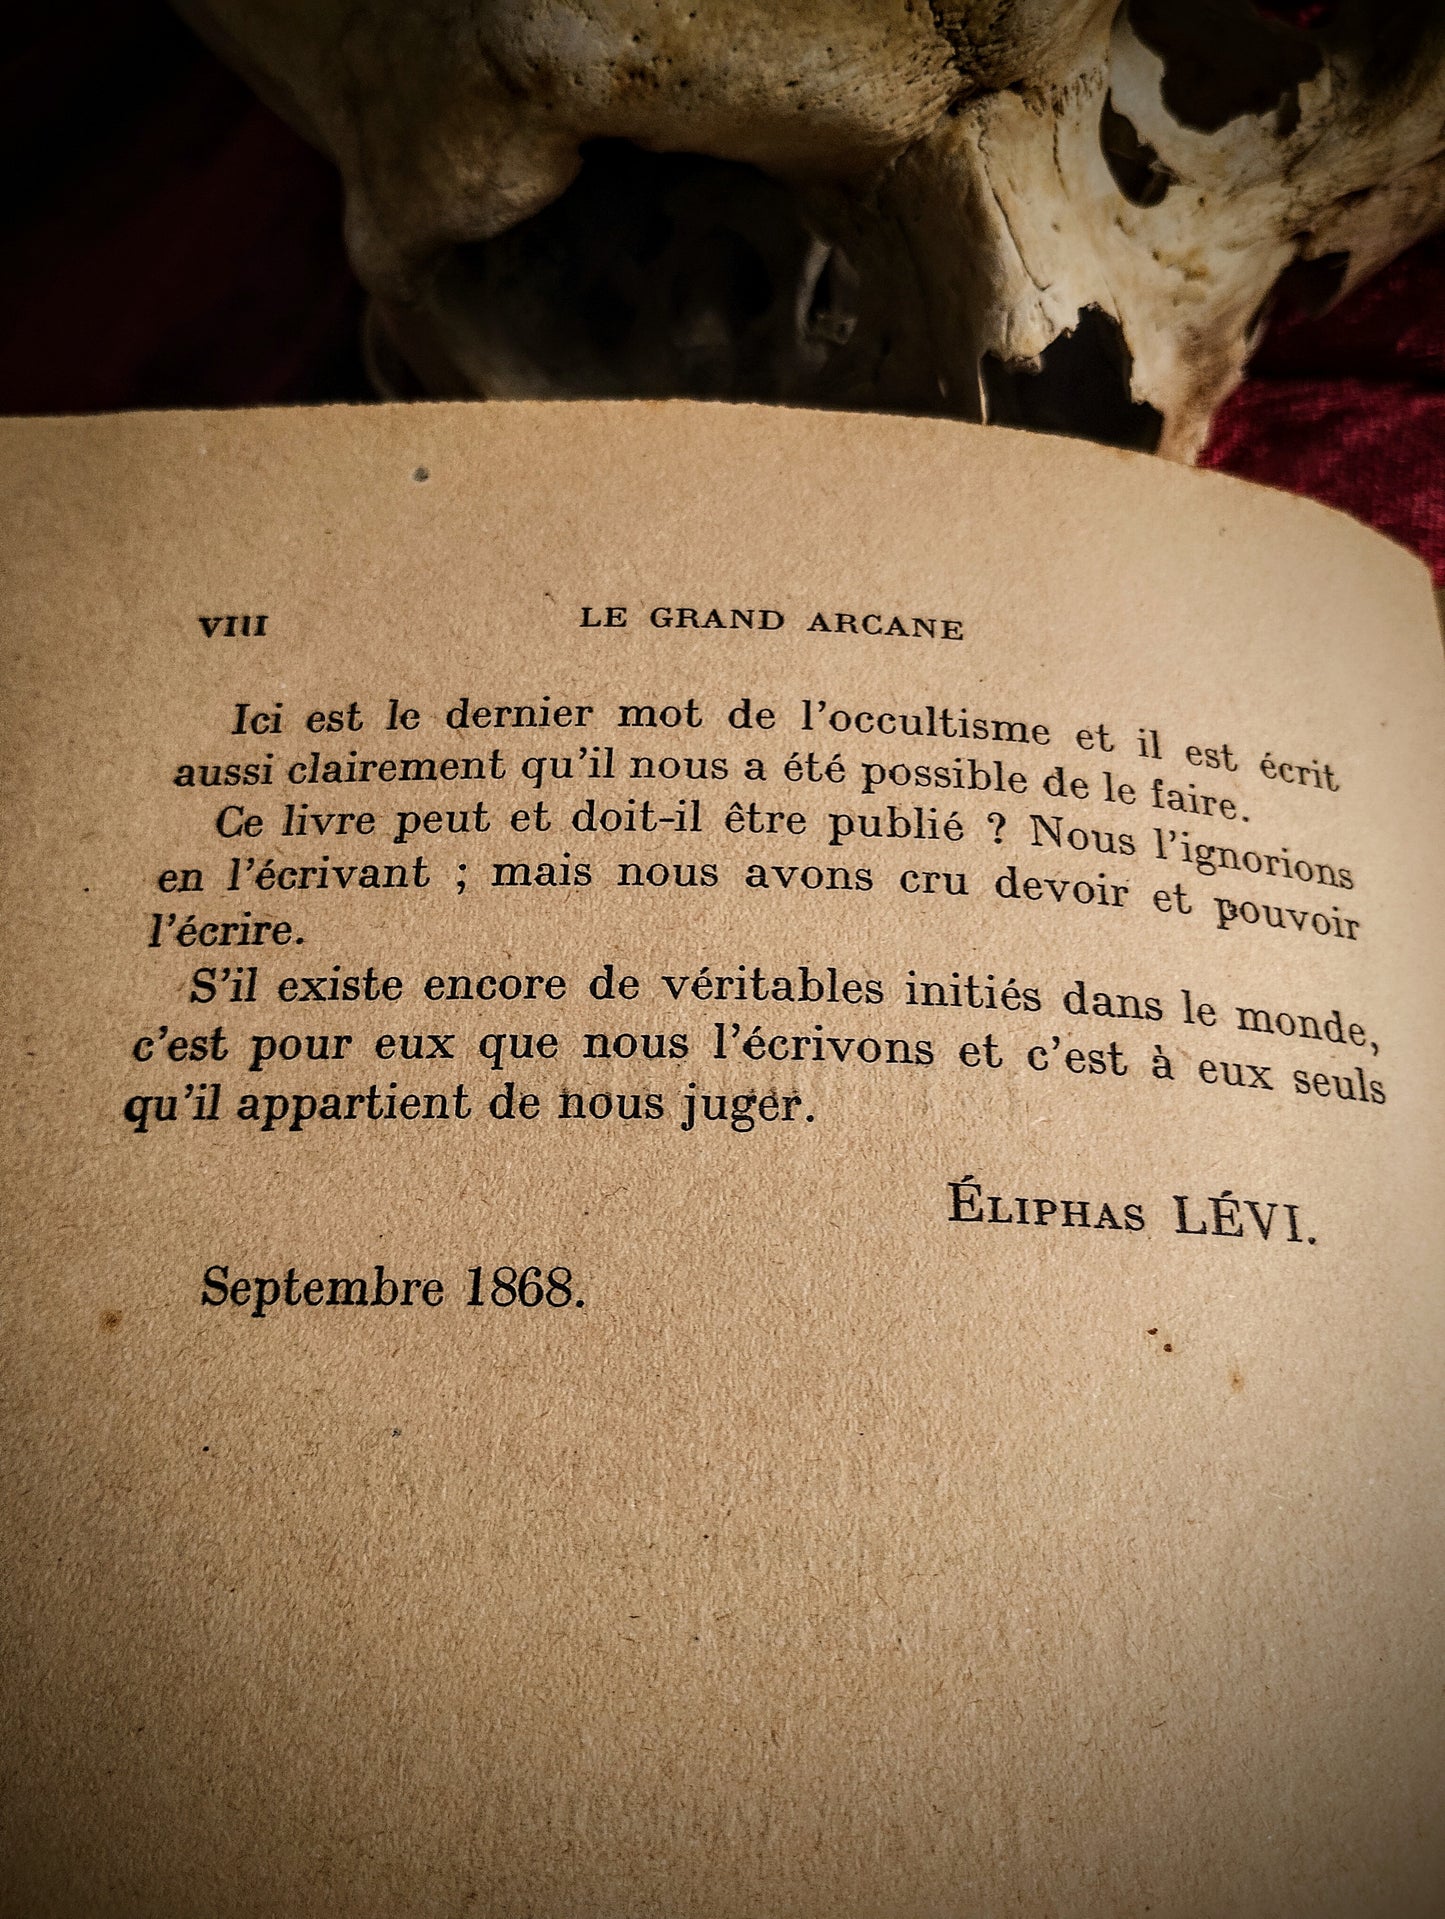 VIII LE GRAND ARCANE
Ici est le dernier mot de l'occultisme et il est écrit
aussi clairement qu'il nous a été possible de le faire.
Ce livre peut et doit-il être publié ? Nous l'ignorions
en l'écrivant ; mais nous avons cru devoir et pouvoir
l'écrire.
S'il existe encore de véritables initiés dans le monde,
c'est pour eux que nous l'écrivons et c'est à eux seuls
qu'il appartient de nous juger.
ÉLIPHAS LÉVI.
Septembre 1868.